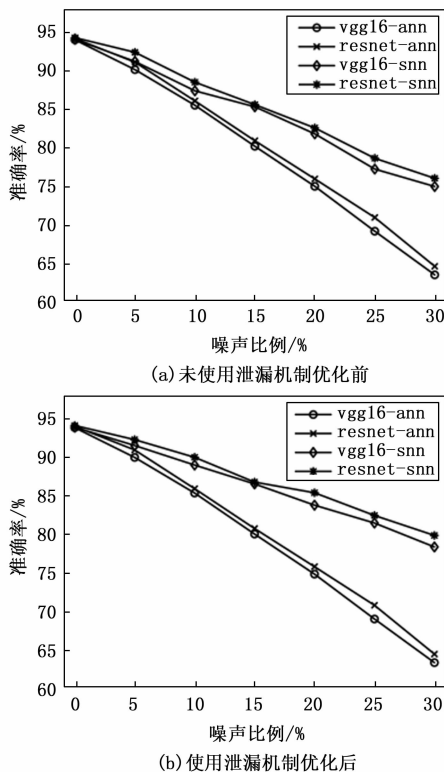 95
90
85
80
75
70
65
60
准确率/%
vgg16-ann
resnet-ann
vgg16-snn
resnet-snn
0 5 10 15 20 25 30
噪声比例/%
(a)未使用泄漏机制优化前
95
90
85
80
75
70
65
60
准确率/%
vgg16-ann
resnet-ann
vgg16-snn
resnet-snn
0 5 10 15 20 25 30
噪声比例/%
(b)使用泄漏机制优化后